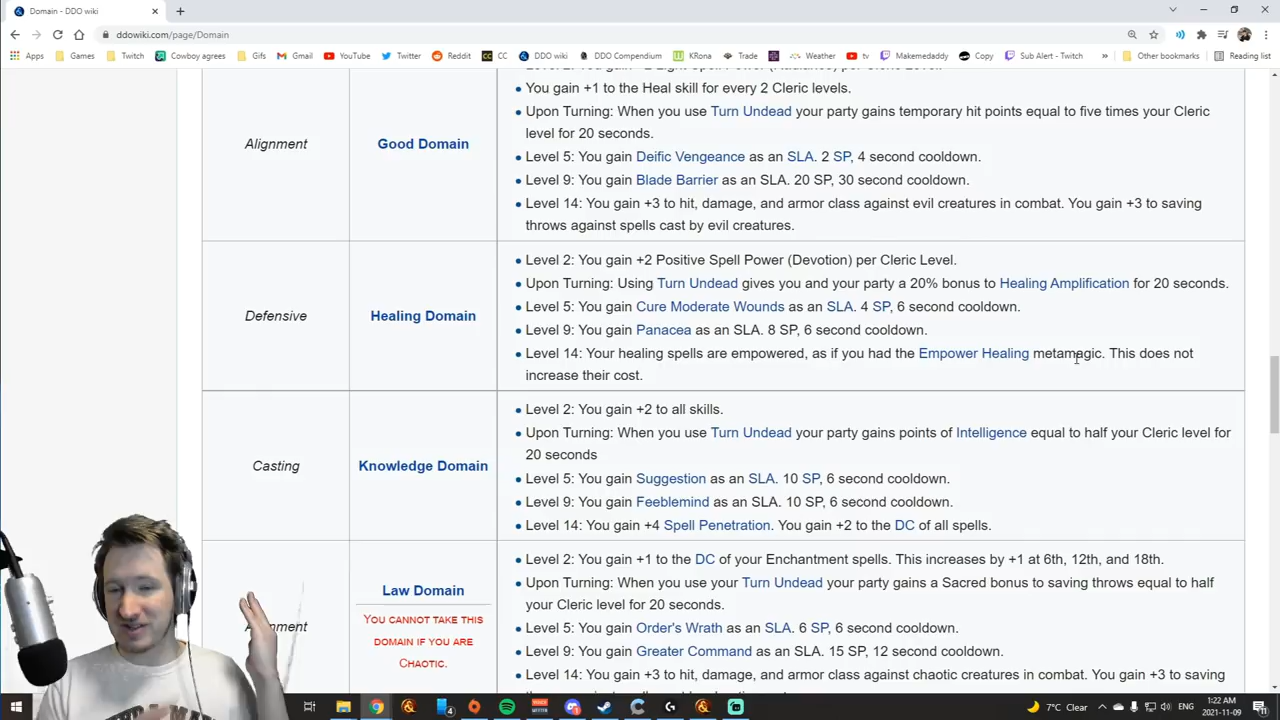 Domain - DDO wiki
ddowiki.com/page/Domain
Apps Games Twitch Cowboy agrees Gifs Gmail YouTube Twitter Reddit CC DDO wiki DDO Compendium KRona Trade Weather tv Makemedaddy Copy Sub Alert - Twitch » Other bookmarks Reading list
You gain +1 to the Heal skill for every 2 Cleric levels.
Upon Turning: When you use Turn Undead your party gains temporary hit points equal to five times your Cleric
level for 20 seconds.
Alignment
Good Domain
Level 5: You gain Deific Vengeance as an SLA. 2 SP, 4 second cooldown.
Level 9: You gain Blade Barrier as an SLA. 20 SP, 30 second cooldown.
Level 14: You gain +3 to hit, damage, and armor class against evil creatures in combat. You gain +3 to saving
throws against spells cast by evil creatures.
Level 2: You gain +2 Positive Spell Power (Devotion) per Cleric Level.
Upon Turning: Using Turn Undead gives you and your party a 20% bonus to Healing Amplification for 20 seconds.
Defensive
Healing Domain
Level 5: You gain Cure Moderate Wounds as an SLA. 4 SP, 6 second cooldown.
Level 9: You gain Panacea as an SLA. 8 SP, 6 second cooldown.
Level 14: Your healing spells are empowered, as if you had the Empower Healing metamagic. This does not
increase their cost.
Level 2: You gain +2 to all skills.
Upon Turning: When you use Turn Undead your party gains points of Intelligence equal to half your Cleric level for
20 seconds
Casting
Knowledge Domain
Level 5: You gain Suggestion as an SLA. 10 SP, 6 second cooldown.
Level 9: You gain Feeblemind as an SLA. 10 SP, 6 second cooldown.
Level 14: You gain +4 Spell Penetration. You gain +2 to the DC of all spells.
Level 2: You gain +1 to the DC of your Enchantment spells. This increases by +1 at 6th, 12th, and 18th.
Law Domain
YOU CANNOT TAKE THIS
DOMAIN IF YOU ARE
CHAOTIC.
Upon Turning: When you use your Turn Undead your party gains a Sacred bonus to saving throws equal to half
your Cleric level for 20 seconds.
Level 5: You gain Order's Wrath as an SLA. 6 SP, 6 second cooldown.
Level 9: You gain Greater Command as an SLA. 15 SP, 12 second cooldown.
Level 14: You gain +3 to hit, damage, and armor class against chaotic creatures in combat. You gain +3 to saving
7°C Clear
ENG
1:22 AM
2021-11-09